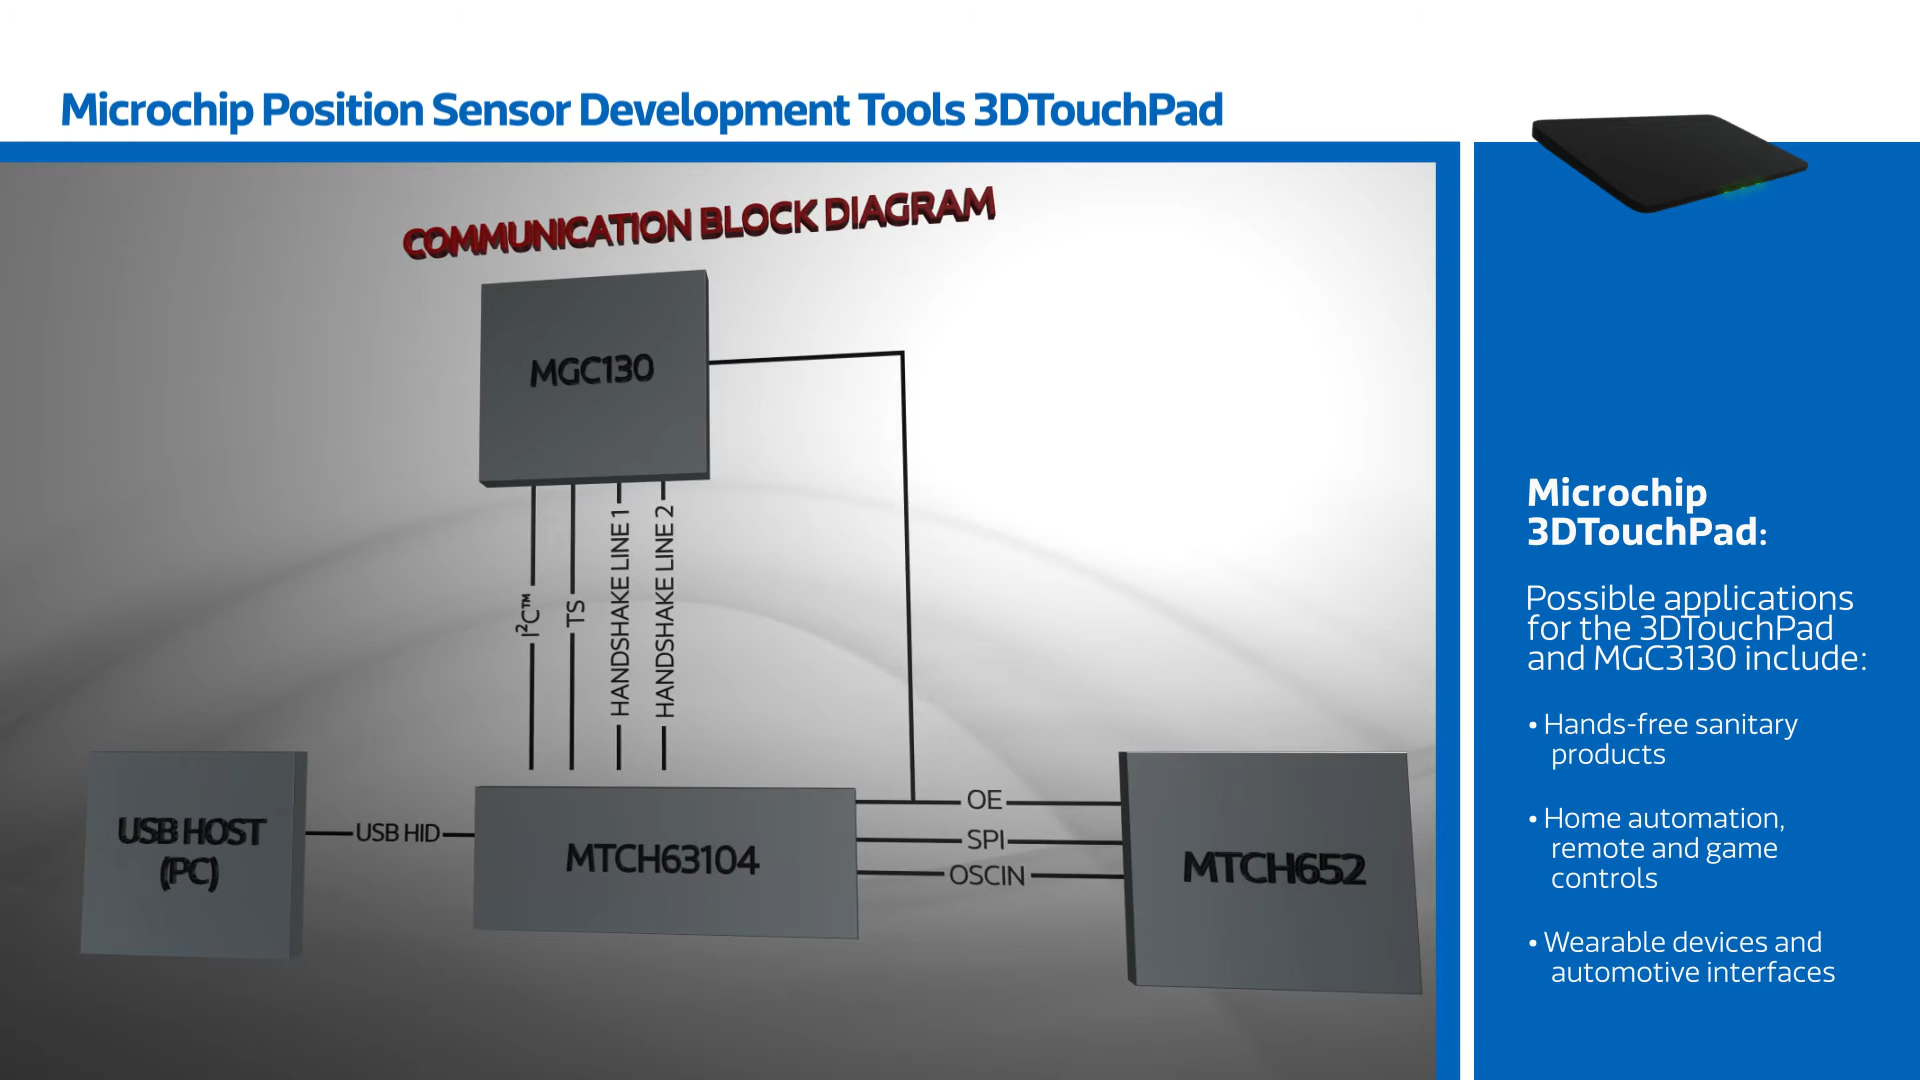 Microchip Position Sensor Development Tools 3DTouchPad
COMMUNICATION BLOCK DIAGRAM
MGC130
I²C™
TS
HANDSHAKE LINE 1
HANDSHAKE LINE 2
USB HOST
(PC)
USB HID
MTCH63104
OE
SPI
OSCIN
MTCH652
Microchip
3DTouchPad:
Possible applications
for the 3DTouchPad
and MGC3130 include:
• Hands-free sanitary
products
• Home automation,
remote and game
controls
• Wearable devices and
automotive interfaces